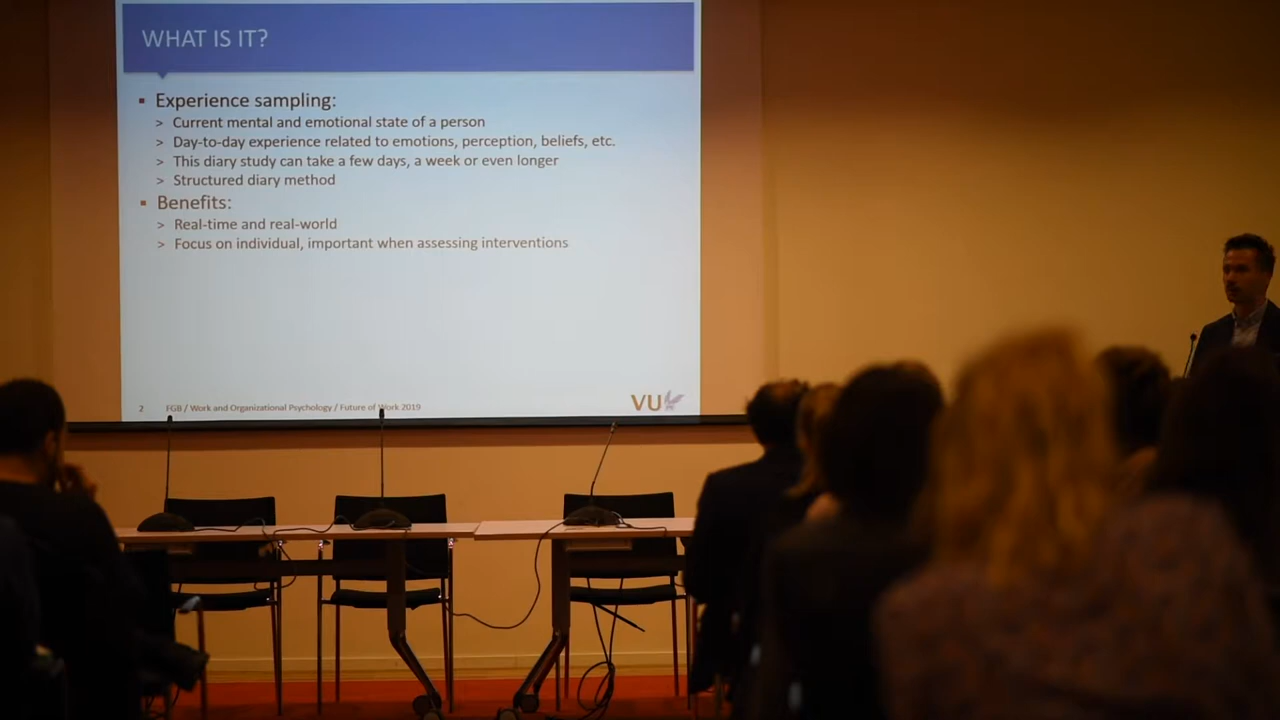 WHAT IS IT?
▪ Experience sampling:
> Current mental and emotional state of a person
> Day-to-day experience related to emotions, perception, beliefs, etc.
> This diary study can take a few days, a week or even longer
> Structured diary method
▪ Benefits:
> Real-time and real-world
> Focus on individual, important when assessing interventions
2 FGB / Work and Organizational Psychology / Future of Work 2019
VU